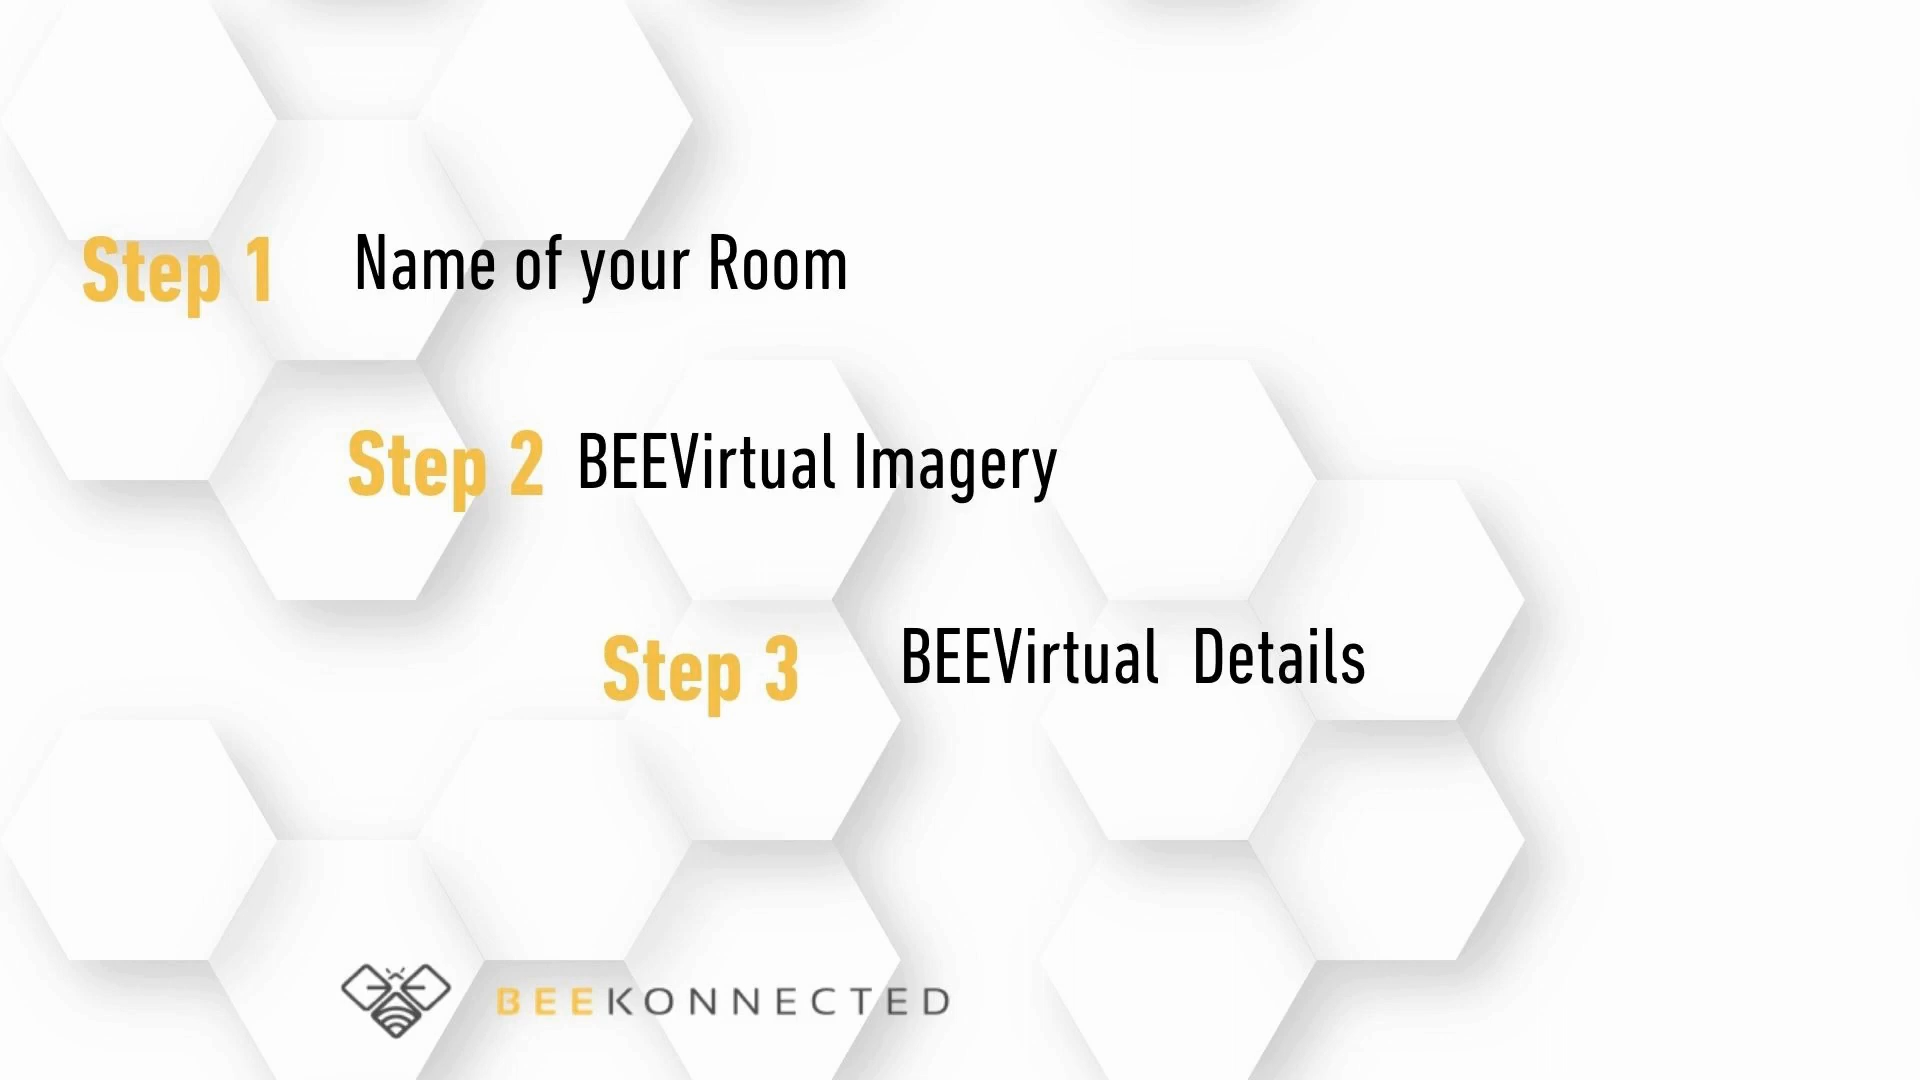 Step 1 Name of your Room
Step 2 BEEVirtual Imagery
Step 3 BEEVirtual Details
BEEKONNECTED